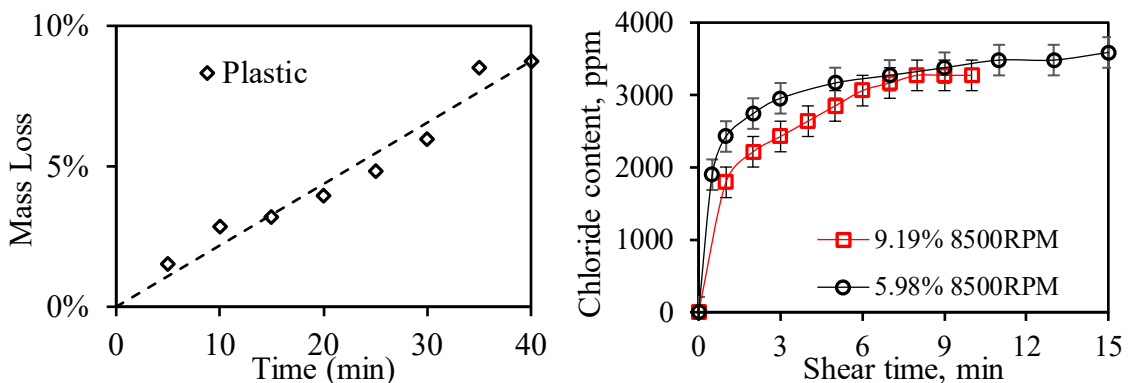 10%
5%
0%
Mass Loss
Plastic
0 10 20 30 40
Time (min)
4000
3000
2000
1000
0
Chloride content, ppm
9.19% 8500RPM
5.98% 8500RPM
0 3 6 9 12 15
Shear time, min